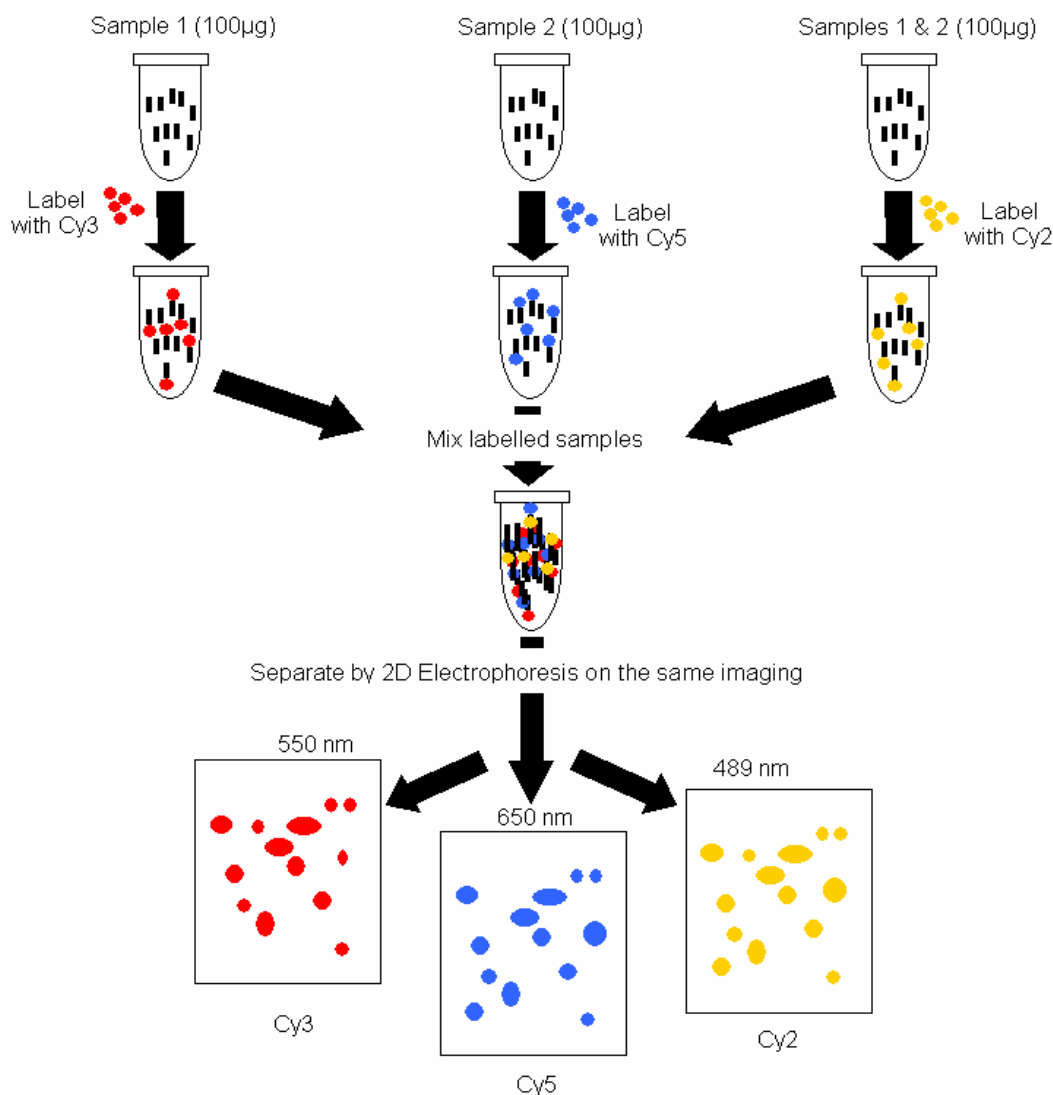 Sample 1 (100µg)
Sample 2 (100µg)
Samples 1 & 2 (100µg)
Label
with Cy3
Label
with Cy5
Label
with Cy2
Mix labelled samples
Separate by 2D Electrophoresis on the same imaging
550 nm
650 nm
489 nm
Cy3
Cy5
Cy2